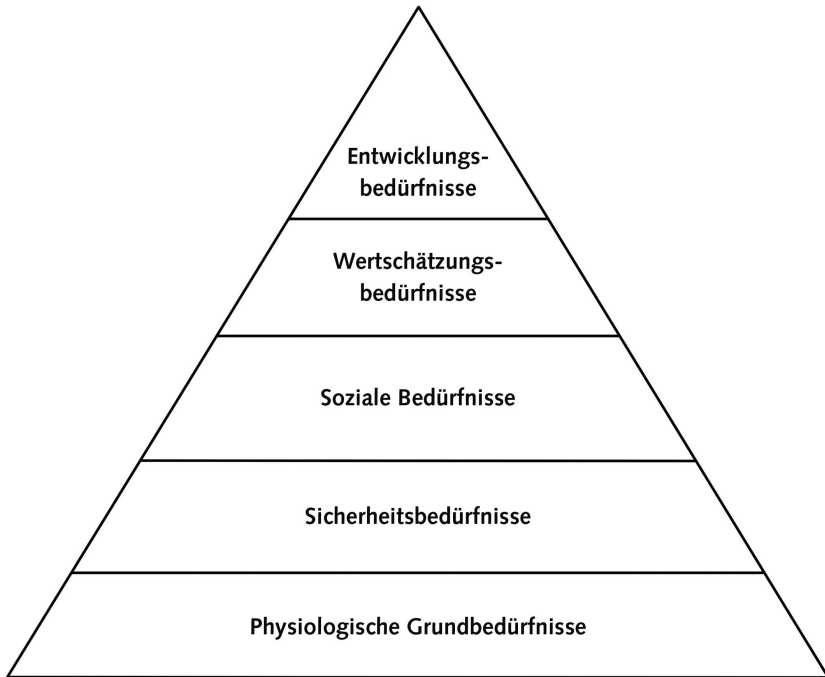 Entwicklungs-
bedürfnisse
Wertschätzungs-
bedürfnisse
Soziale Bedürfnisse
Sicherheitsbedürfnisse
Physiologische Grundbedürfnisse